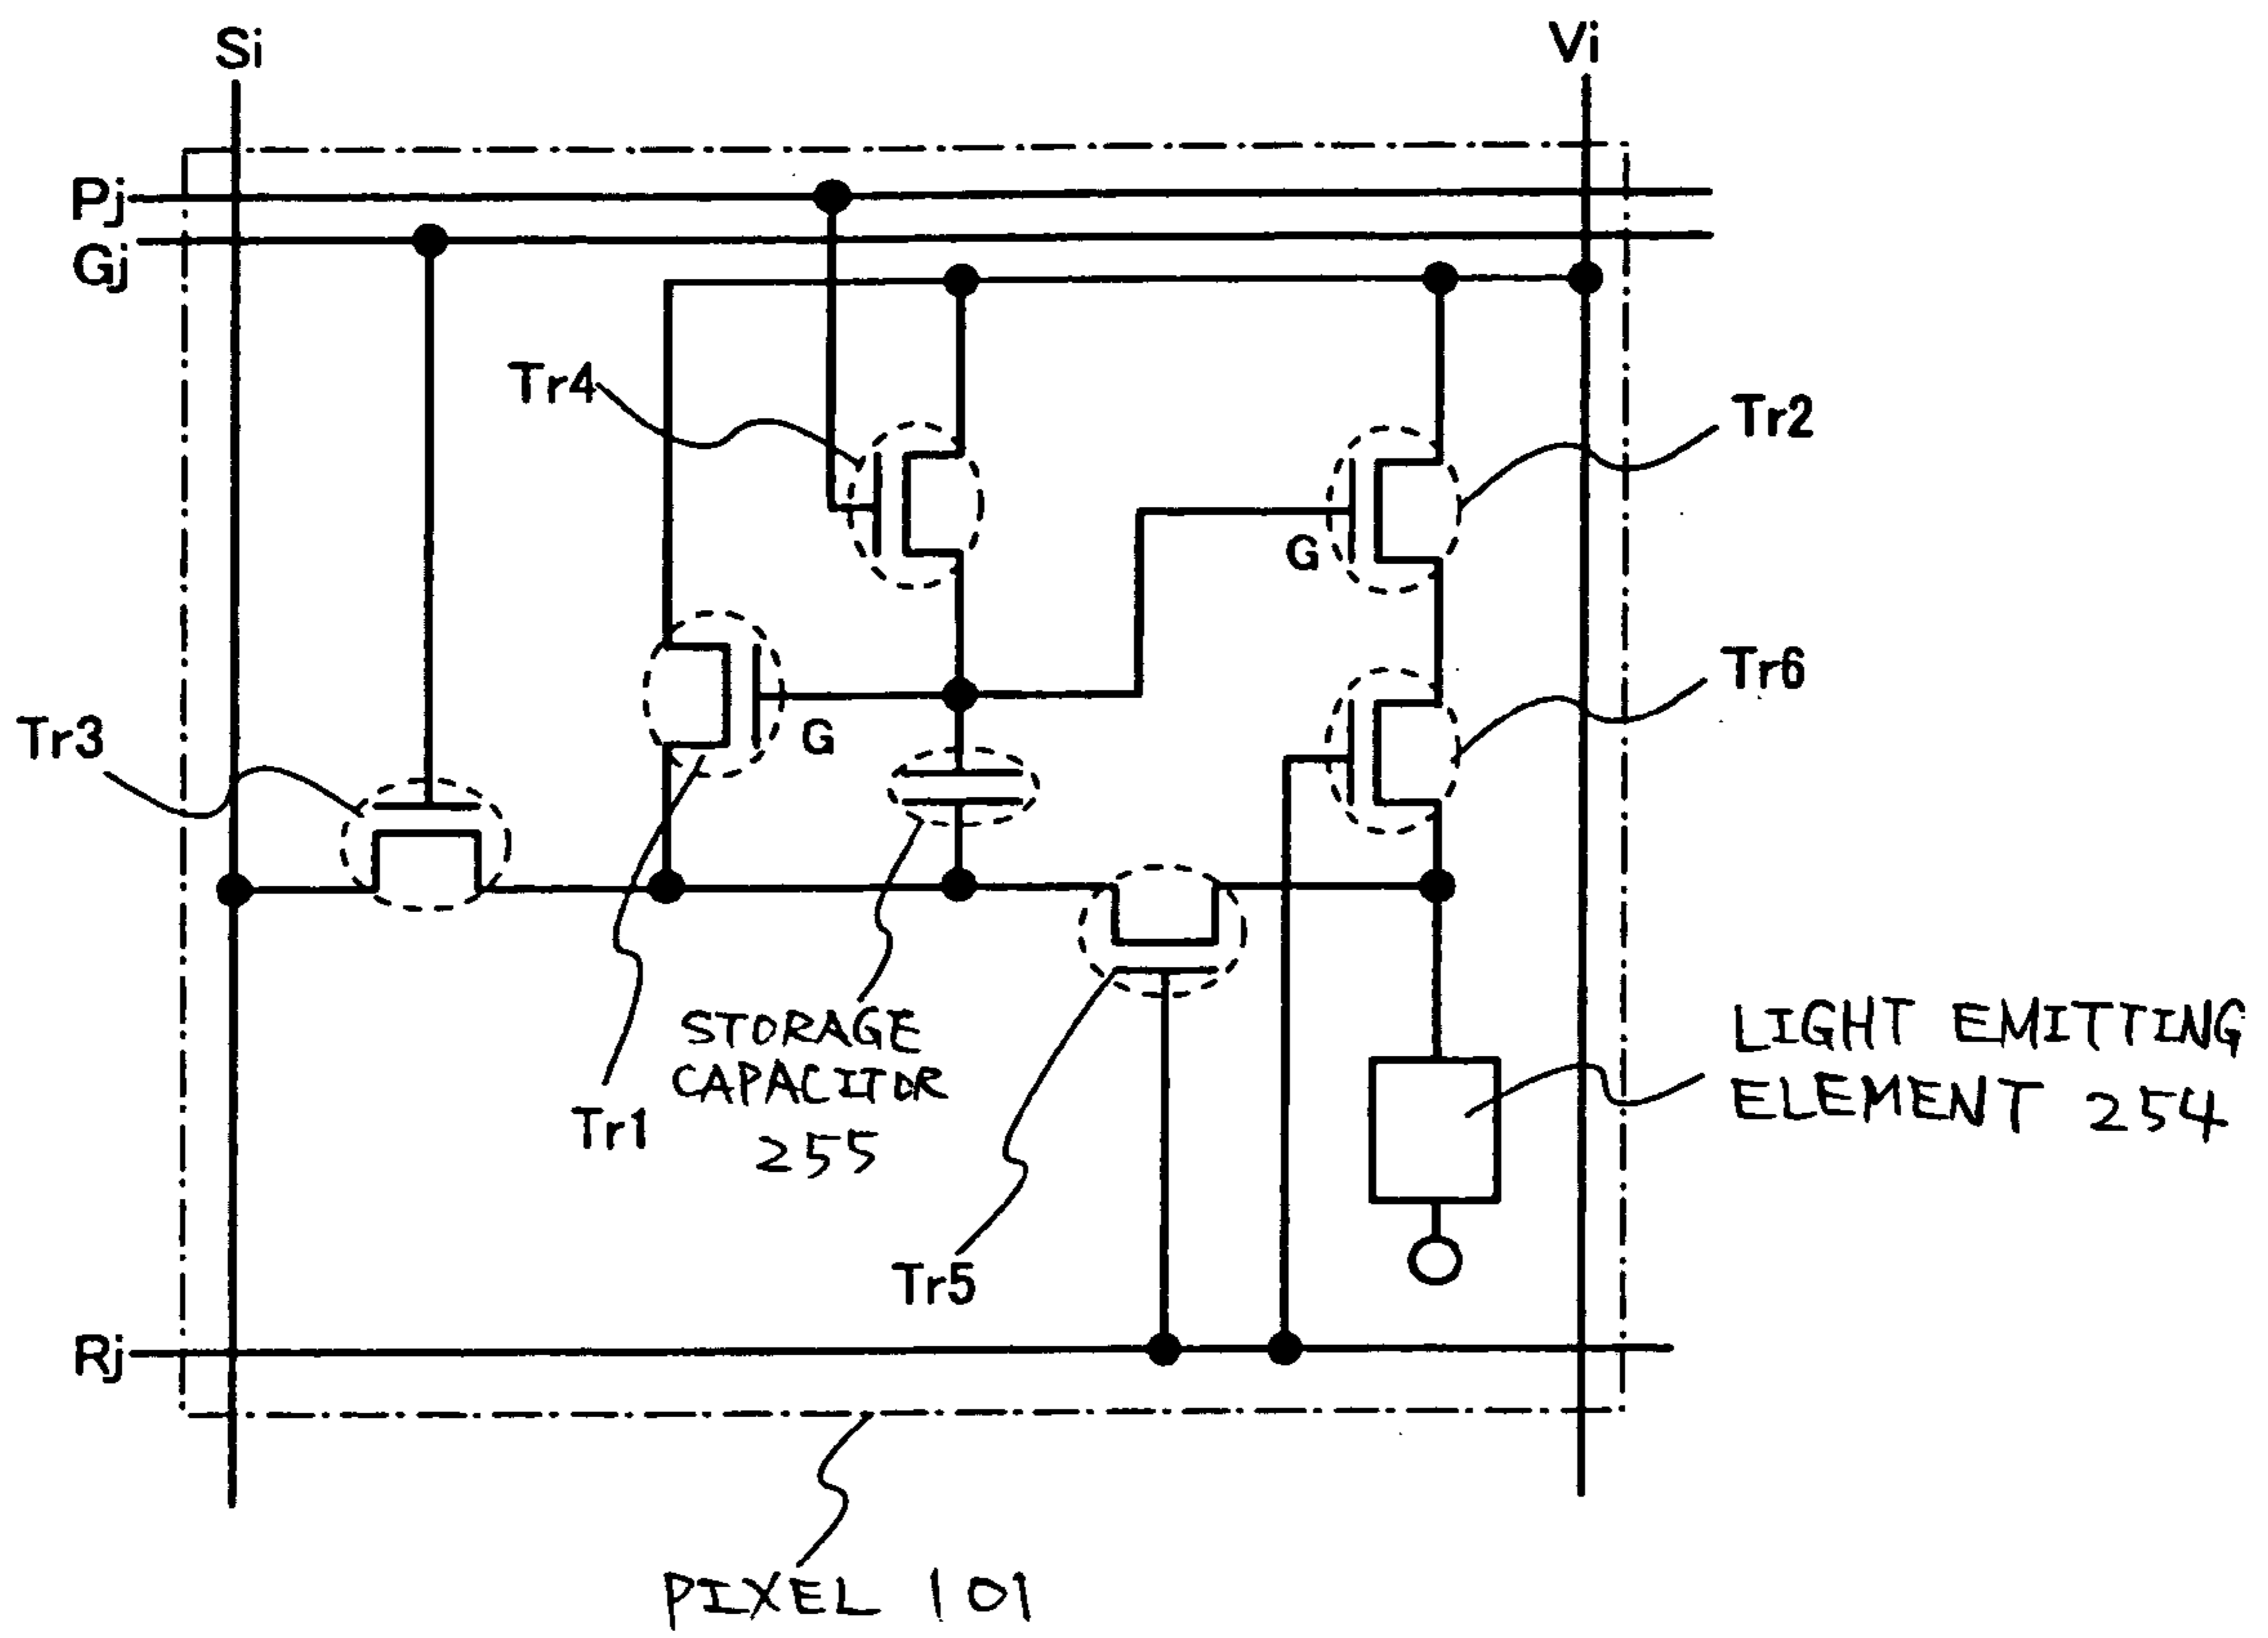 Si
Vi
Pj
Gj
Tr4
Tr2
G
Tr6
Tr3
G
STORAGE
CAPACITOR
255
LIGHT EMITTING
ELEMENT 254
Tr1
Tr5
Rj
PIXEL 101